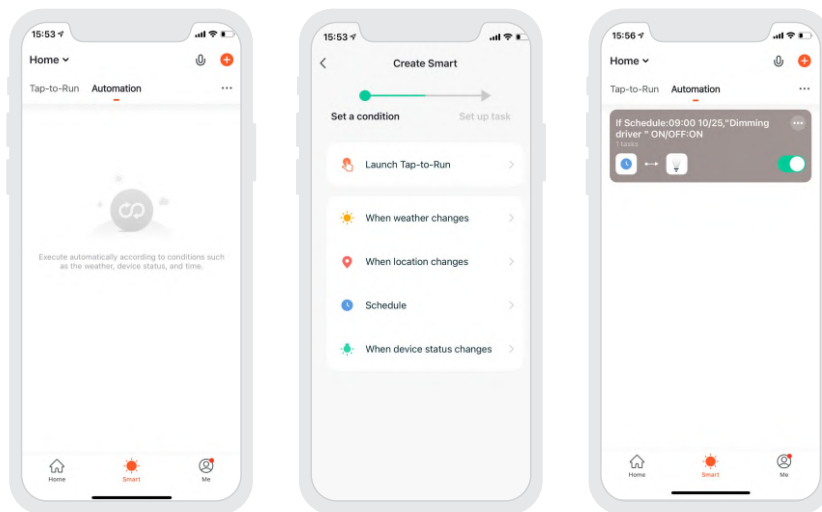 15:53
Home
Tap-to-Run Automation
Execute automatically according to conditions such
as the weather, device status, and time.
Home Smart Me
15:53
Create Smart
Set a condition Set up task
Launch Tap-to-Run
When weather changes
When location changes
Schedule
When device status changes
15:56
Home
Tap-to-Run Automation
If Schedule:09:00 10/25,"Dimming
driver " ON/OFF:ON
1 tasks
Home Smart Me